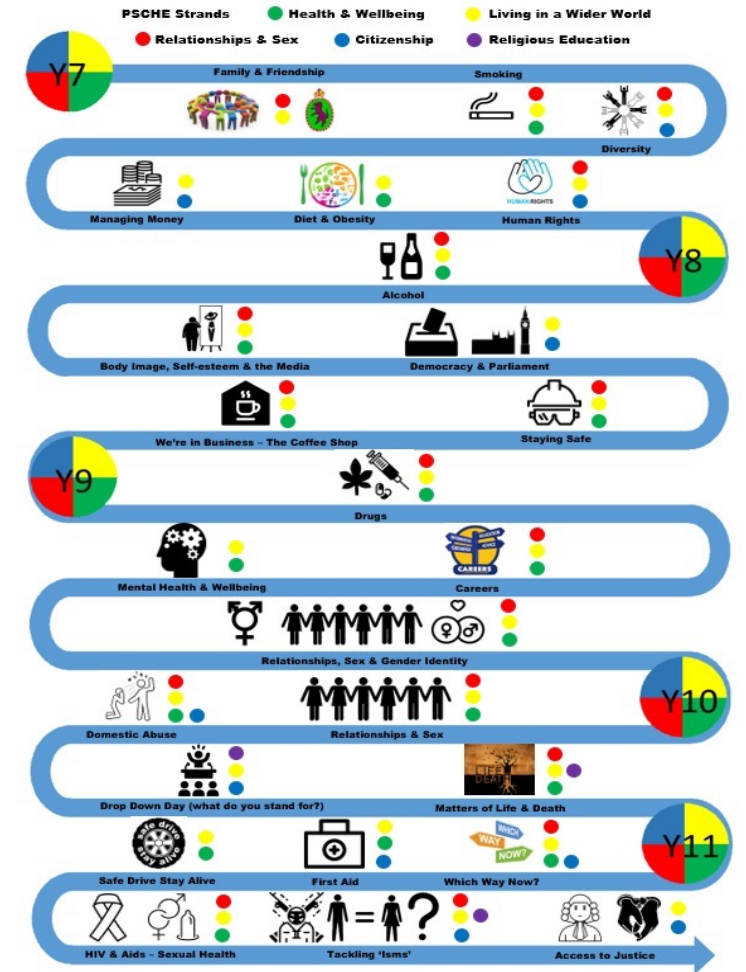 PSCHE Strands Health & Wellbeing Living in a Wider World
Relationships & Sex Citizenship Religious Education
Y7
Family & Friendship Smoking
Diversity
HUMAN RIGHTS
Managing Money Diet & Obesity Human Rights
Y8
Alcohol
Body Image, Self-esteem & the Media Democracy & Parliament
We're in Business – The Coffee Shop Staying Safe
Y9
Drugs
CAREERS
Mental Health & Wellbeing Careers
Relationships, Sex & Gender Identity
Y10
Domestic Abuse Relationships & Sex
LIFE
DEATH
Drop Down Day (what do you stand for?) Matters of Life & Death
Y11
safe drive
stay alive
WHICH
WAY
NOW?
Safe Drive Stay Alive First Aid Which Way Now?
HIV & Aids – Sexual Health Tackling 'Isms' Access to Justice